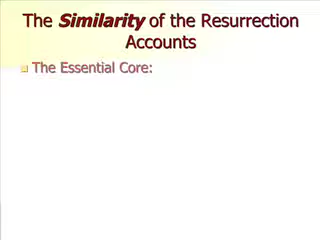 The Similarity of the Resurrection
Accounts
The Essential Core: